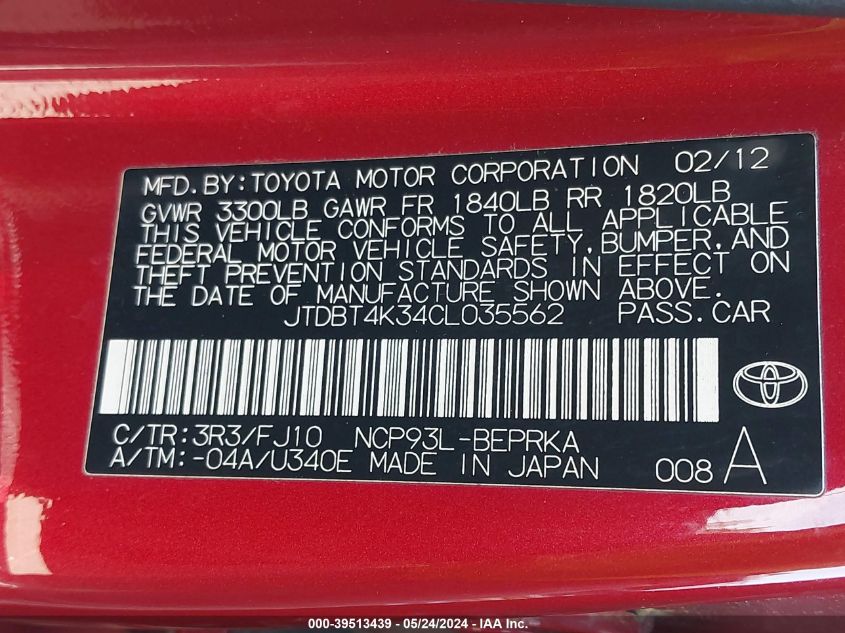 MFD. BY: TOYOTA MOTOR CORPORATION 02/12
GVWR 3300LB GAWR FR 1840LB RR 1820LB
THIS VEHICLE CONFORMS TO ALL APPLICABLE
FEDERAL MOTOR VEHICLE SAFETY, BUMPER, AND
THEFT PREVENTION STANDARDS IN EFFECT ON
THE DATE OF MANUFACTURE SHOWN ABOVE.
JTDBT4K34CL035562 PASS. CAR
C/TR: 3R3/FJ10 NCP93L-BEPRKA
A/TM: -04A/U340E MADE IN JAPAN 008 A
000-39513439 - 05/24/2024 - IAA Inc.